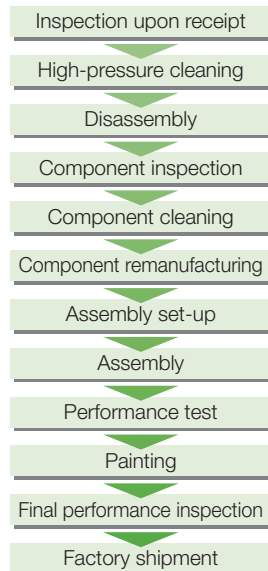 Inspection upon receipt
High-pressure cleaning
Disassembly
Component inspection
Component cleaning
Component remanufacturing
Assembly set-up
Assembly
Performance test
Painting
Final performance inspection
Factory shipment